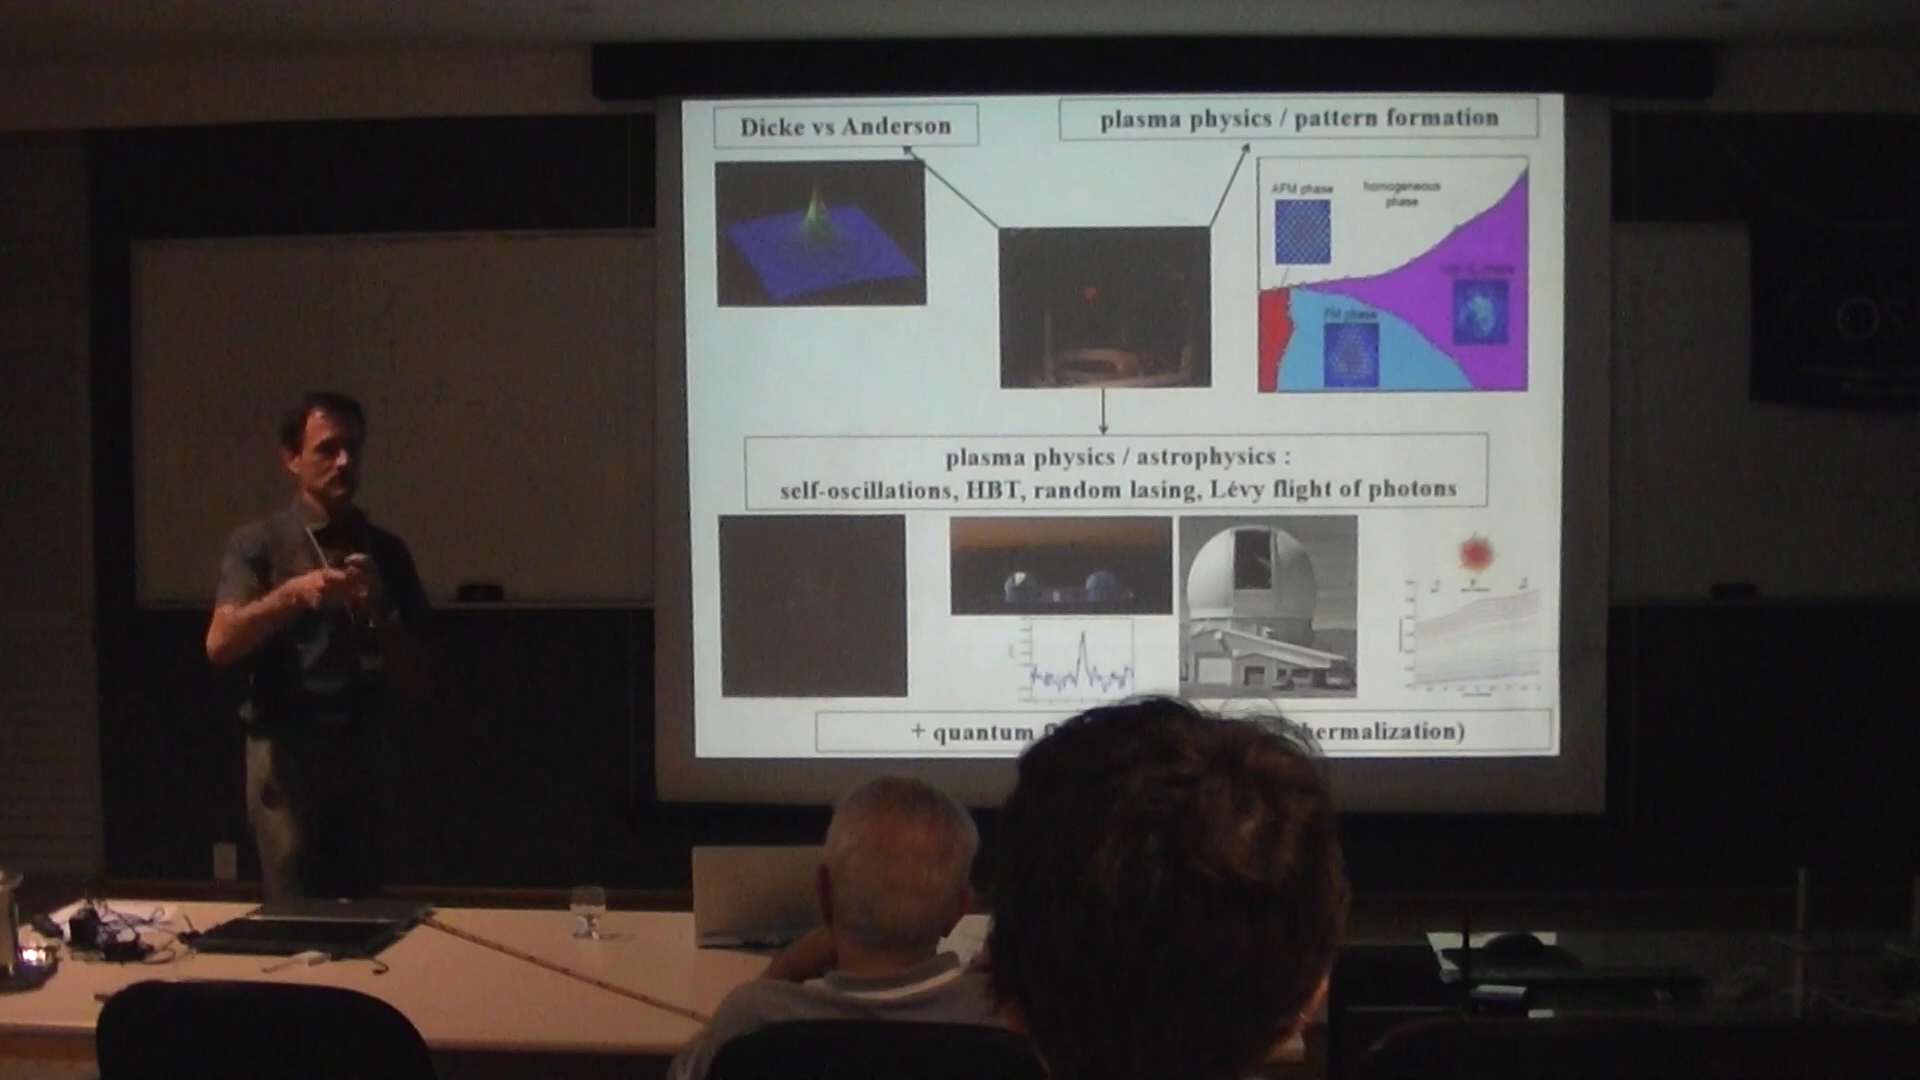 Dicke vs Anderson
plasma physics / pattern formation
AFM phase
homogeneous
phase
FM phase
plasma physics / astrophysics :
self-oscillations, HBT, random lasing, Lévy flight of photons
+ quantum
thermalization)